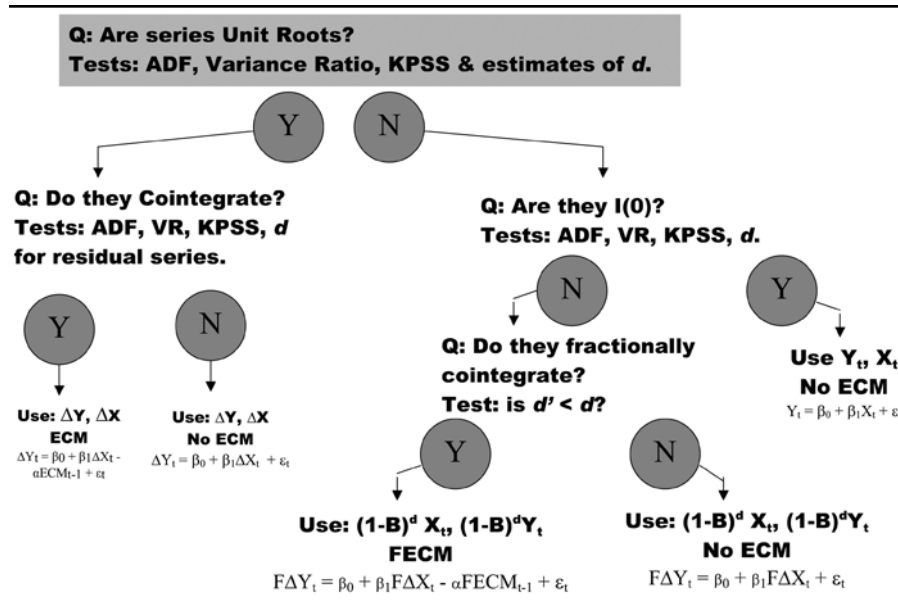 Q: Are series Unit Roots?
Tests: ADF, Variance Ratio, KPSS & estimates of d.
Y
N
Q: Do they Cointegrate?
Tests: ADF, VR, KPSS, d
for residual series.
Q: Are they I(0)?
Tests: ADF, VR, KPSS, d.
Y
N
N
Y
Use: ΔY, ΔX
ECM
ΔYₜ = β₀ + β₁ΔXₜ -
αECMₜ₋₁ + εₜ
Use: ΔY, ΔX
No ECM
ΔYₜ = β₀ + β₁ΔXₜ + εₜ
Q: Do they fractionally
cointegrate?
Test: is d' < d?
Use Yₜ, Xₜ
No ECM
Yₜ = β₀ + β₁Xₜ + ε
Y
N
Use: (1-B)ᵈ Xₜ, (1-B)ᵈYₜ
FECM
FΔYₜ = β₀ + β₁FΔXₜ - αFECMₜ₋₁ + εₜ
Use: (1-B)ᵈ Xₜ, (1-B)ᵈYₜ
No ECM
FΔYₜ = β₀ + β₁FΔXₜ + εₜ